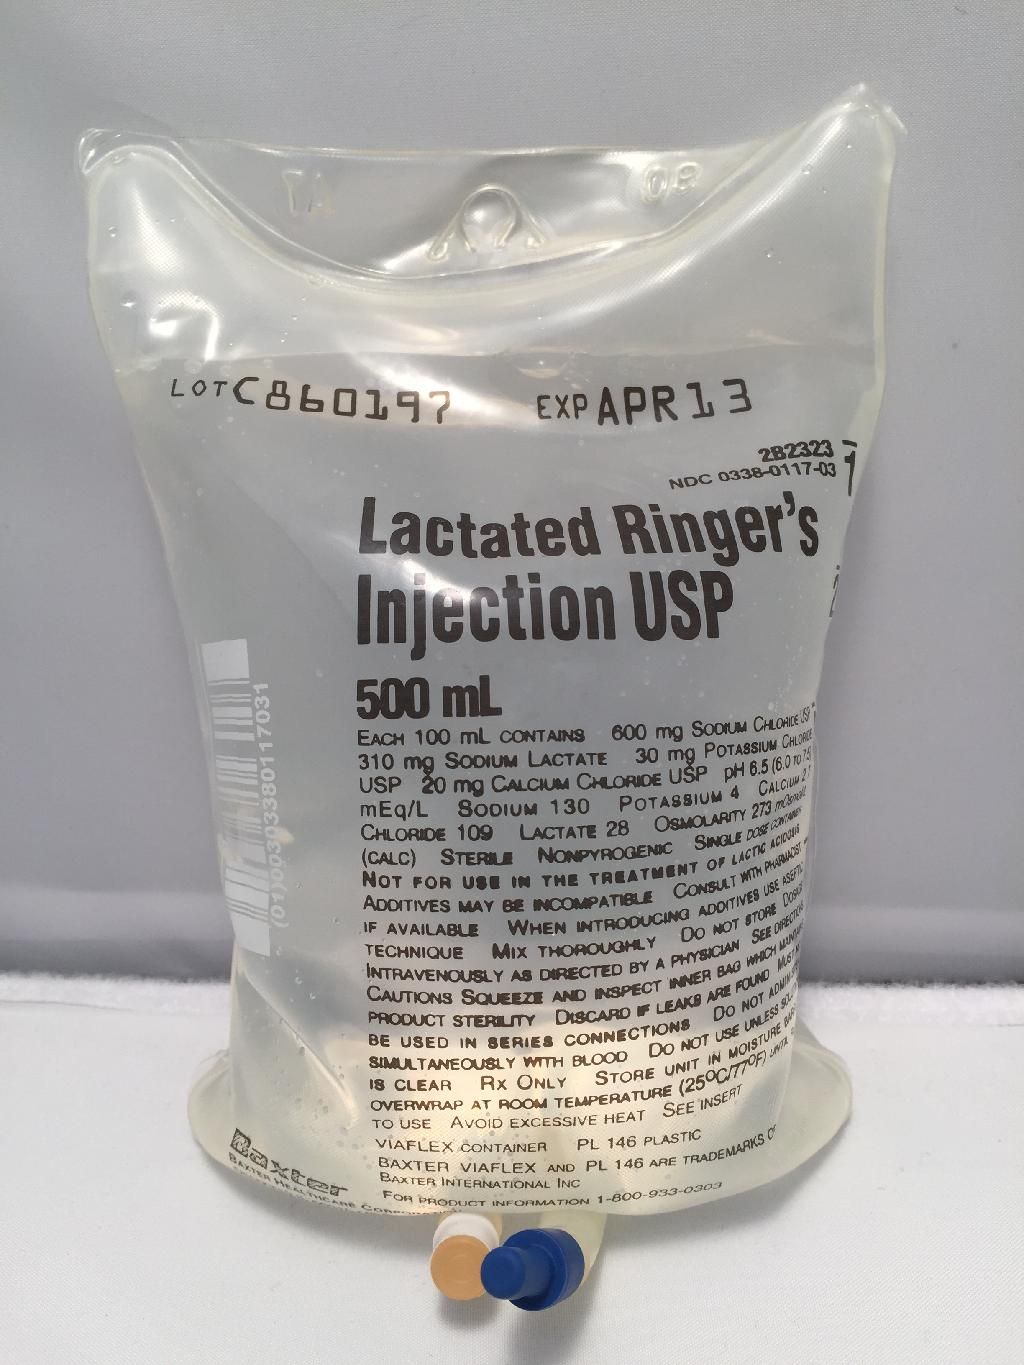 LOT C860197 EXP APR 13
2B2323
NDC 0338-0117-03
Lactated Ringer's
Injection USP
500 mL
EACH 100 mL CONTAINS 600 mg SODIUM CHLORIDE USP
310 mg SODIUM LACTATE 30 mg POTASSIUM CHLORIDE
USP 20 mg CALCIUM CHLORIDE USP pH 6.5 (6.0 TO 7.5)
mEq/L SODIUM 130 POTASSIUM 4 CALCIUM 2.7
CHLORIDE 109 LACTATE 28 OSMOLARITY 273 mOsmol/L
(CALC) STERILE NONPYROGENIC SINGLE DOSE CONTAINER
NOT FOR USE IN THE TREATMENT OF LACTIC ACIDOSIS
ADDITIVES MAY BE INCOMPATIBLE CONSULT WITH PHARMACIST
IF AVAILABLE WHEN INTRODUCING ADDITIVES USE ASEPTIC
TECHNIQUE MIX THOROUGHLY DO NOT STORE DOSAGE
INTRAVENOUSLY AS DIRECTED BY A PHYSICIAN SEE DIRECTIONS
CAUTIONS SQUEEZE AND INSPECT INNER BAG WHICH MAINTAINS
PRODUCT STERILITY DISCARD IF LEAKS ARE FOUND MUST NOT
BE USED IN SERIES CONNECTIONS DO NOT ADMINISTER
SIMULTANEOUSLY WITH BLOOD DO NOT USE UNLESS SOLUTION
IS CLEAR RX ONLY STORE UNIT IN MOISTURE BARRIER
OVERWRAP AT ROOM TEMPERATURE (25ºC/77ºF) UNTIL
TO USE AVOID EXCESSIVE HEAT SEE INSERT
VIAFLEX CONTAINER PL 146 PLASTIC
BAXTER VIAFLEX AND PL 146 ARE TRADEMARKS OF
BAXTER INTERNATIONAL INC
FOR PRODUCT INFORMATION 1-800-933-0303
(01)00303380117031
Baxter
BAXTER HEALTHCARE CORPORATION